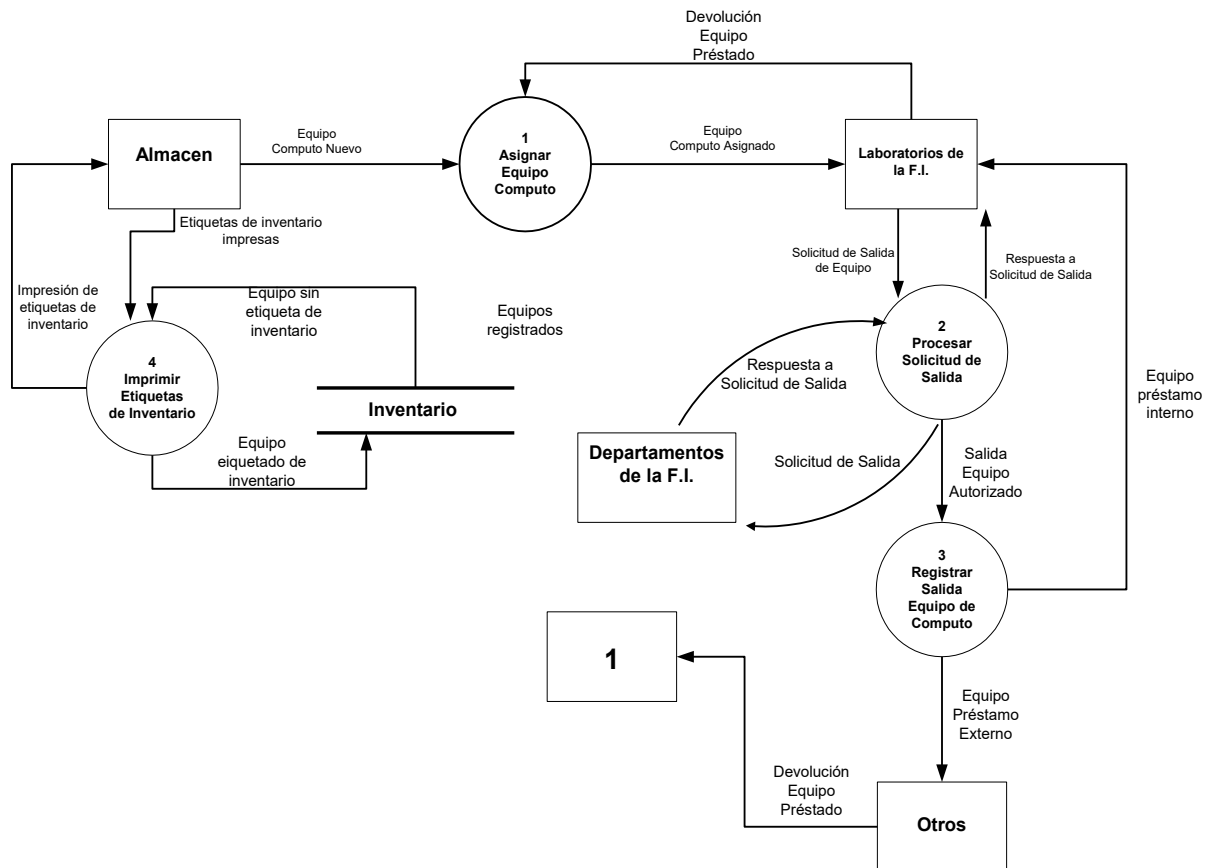 Devolución
Equipo
Préstado
Almacen
Equipo
Computo Nuevo
1
Asignar
Equipo
Computo
Equipo
Computo Asignado
Laboratorios de
la F.I.
Etiquetas de inventario
impresas
Solicitud de Salida
de Equipo
Respuesta a
Solicitud de Salida
Impresión de
etiquetas de
inventario
Equipo sin
etiqueta de
inventario
Equipos
registrados
4
Imprimir
Etiquetas
de Inventario
2
Procesar
Solicitud de
Salida
Respuesta a
Solicitud de Salida
Equipo
préstamo
interno
Inventario
Equipo
eiquetado de
inventario
Departamentos
de la F.I.
Solicitud de Salida
Salida
Equipo
Autorizado
3
Registrar
Salida
Equipo de
Computo
1
Equipo
Préstamo
Externo
Devolución
Equipo
Préstado
Otros